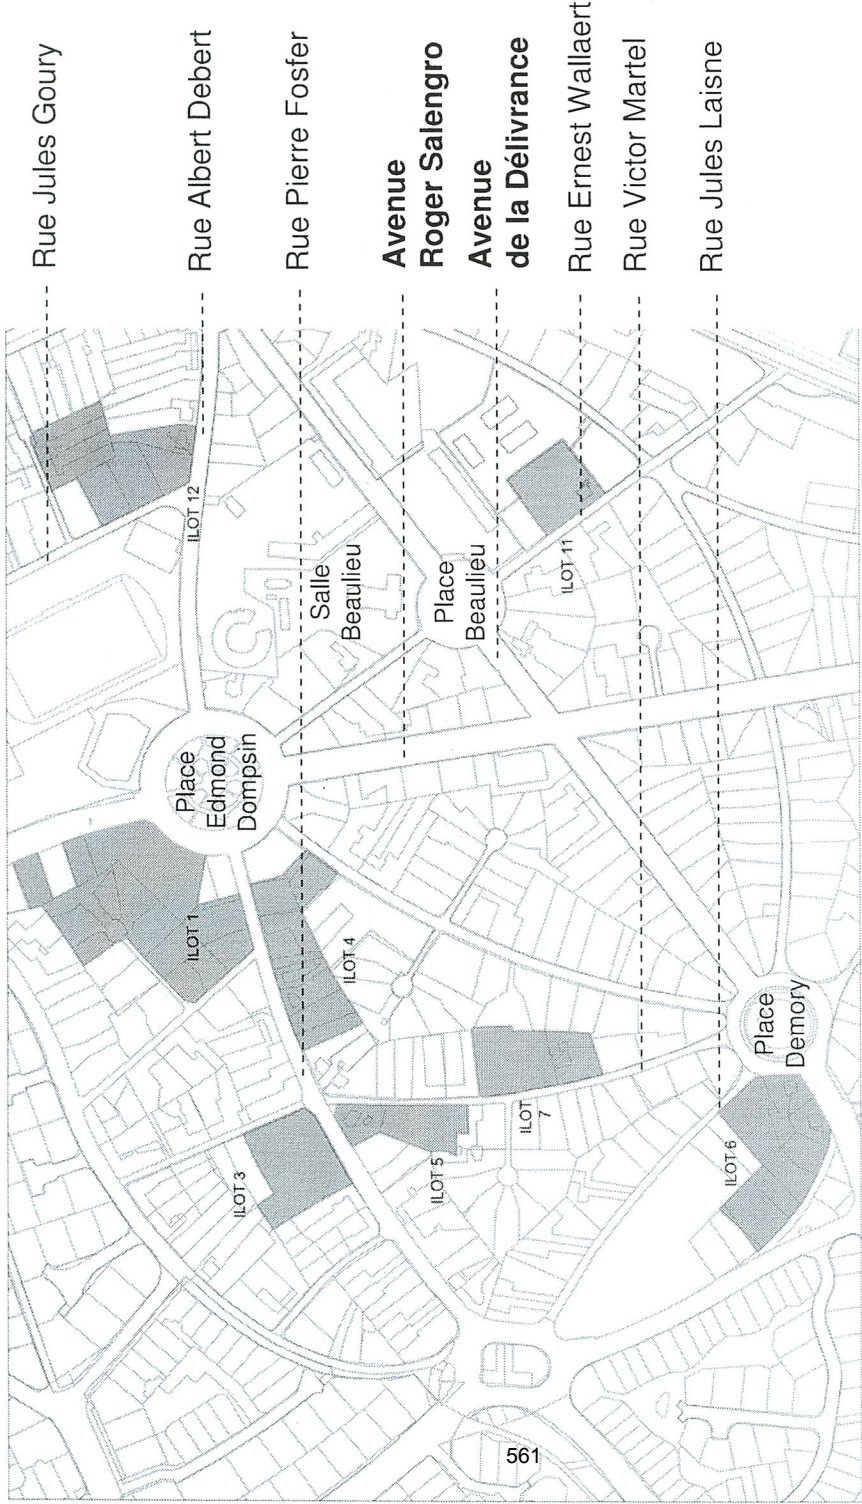 Rue Jules Goury
Rue Albert Debert
Rue Pierre Fosfer
Avenue
Roger Salengro
Avenue
de la Délivrance
Rue Ernest Wallaert
Rue Victor Martel
Rue Jules Laisne
ILOT 12
Salle
Beaulieu
Place
Beaulieu
ILOT 11
Place
Edmond
Dompsin
ILOT 1
ILOT 4
Place
Demory
ILOT 3
ILOT 5
ILOT
7
ILOT 6
561